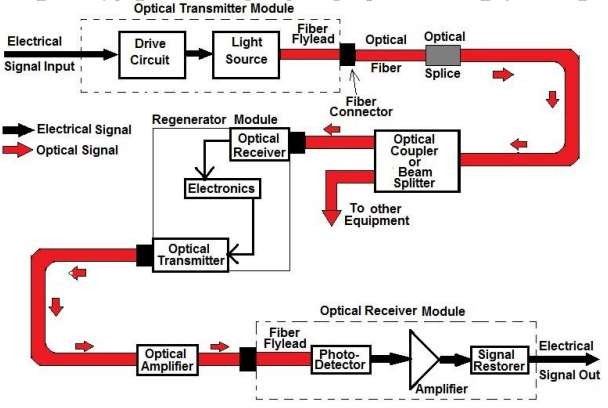 Optical Transmitter Module
Electrical
Signal Input
Drive
Circuit
Light
Source
Fiber
Flylead
Optical
Fiber
Optical
Splice
Fiber
Connector
Electrical Signal
Optical Signal
Regenerator Module
Optical
Receiver
Electronics
Optical
Transmitter
Optical
Coupler
or
Beam
Splitter
To other
Equipment
Optical Receiver Module
Optical
Amplifier
Fiber
Flylead
Photo-
Detector
Amplifier
Signal
Restorer
Electrical
Signal Out